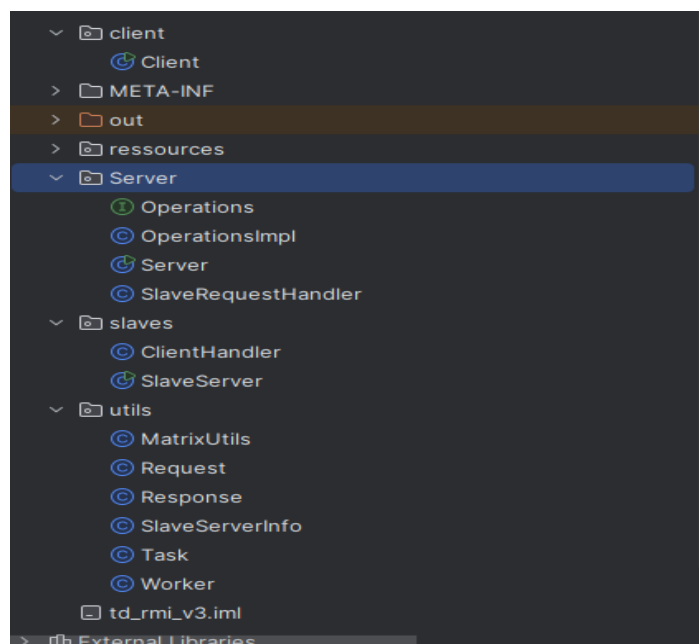 client
Client
META-INF
out
ressources
Server
Operations
OperationsImpl
Server
SlaveRequestHandler
slaves
ClientHandler
SlaveServer
utils
MatrixUtils
Request
Response
SlaveServerInfo
Task
Worker
td_rmi_v3.iml
External Libraries